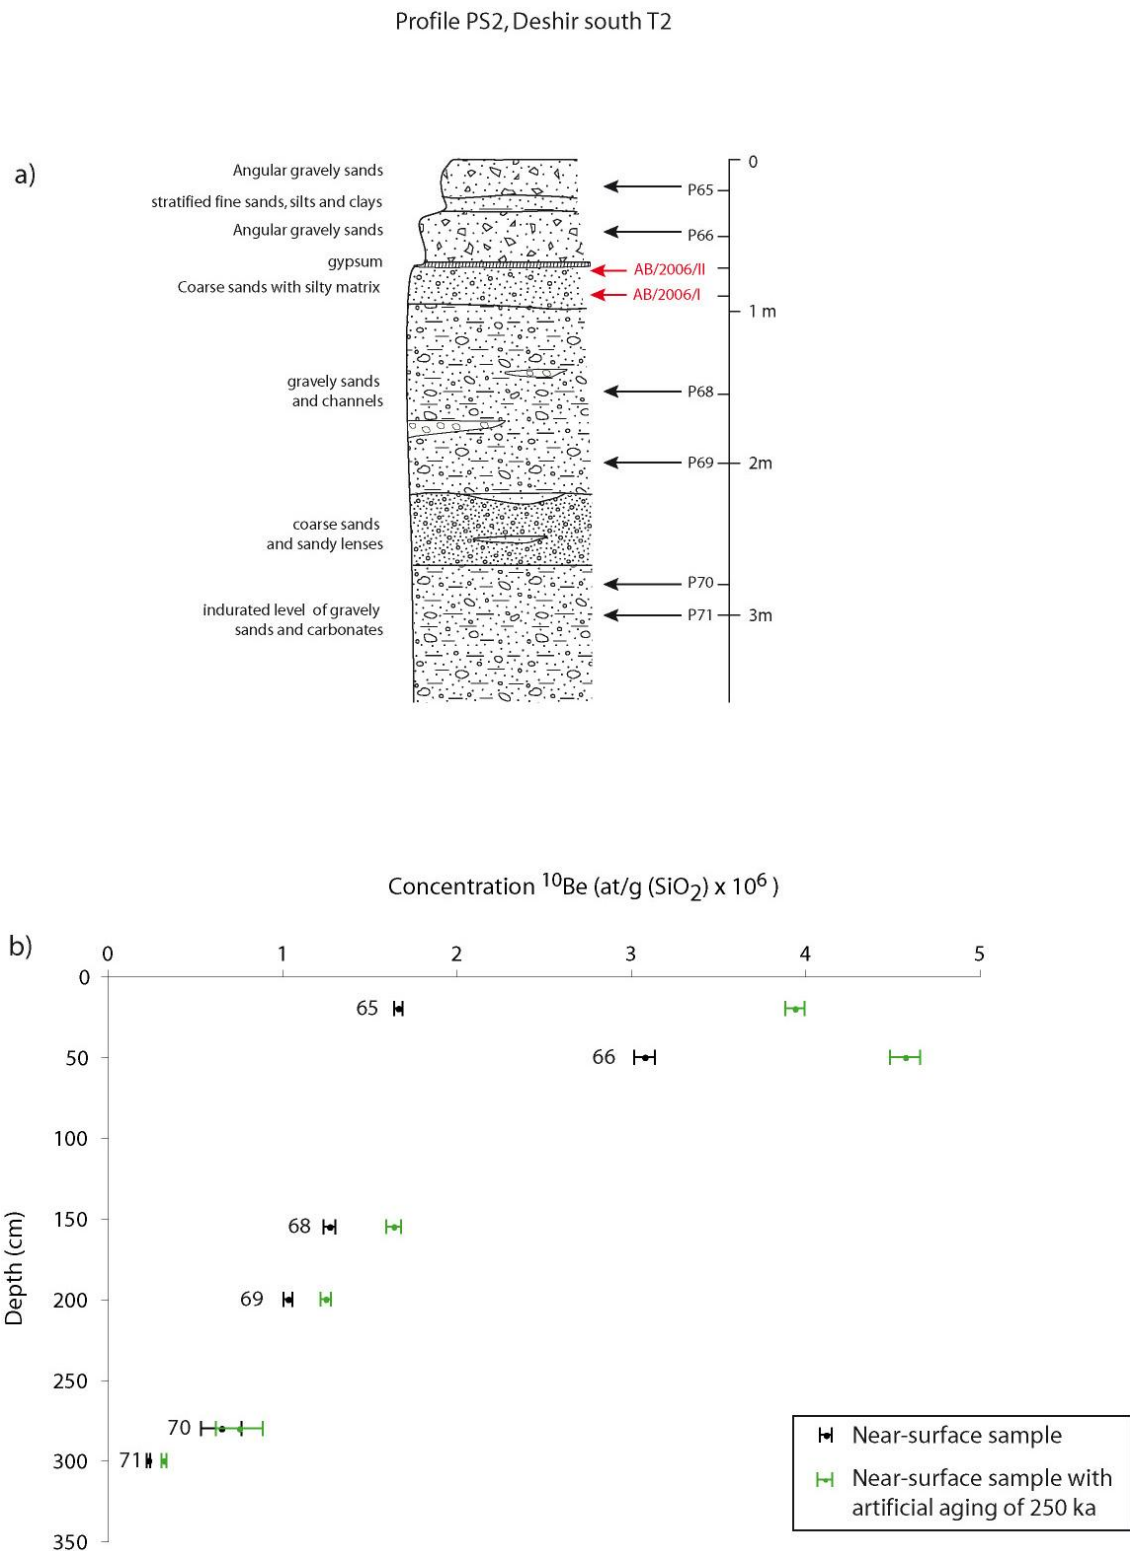 Profile PS2, Deshir south T2
a)
Angular gravely sands
stratified fine sands, silts and clays
Angular gravely sands
gypsum
Coarse sands with silty matrix
gravely sands
and channels
coarse sands
and sandy lenses
indurated level of gravely
sands and carbonates
P65
P66
AB/2006/II
AB/2006/I
P68
P69
P70
P71
0
1 m
2m
3m
Concentration ¹⁰Be (at/g (SiO₂) x 10⁶ )
b)
0 1 2 3 4 5
0
50
100
150
200
250
300
350
Depth (cm)
65
66
68
69
70
71
Near-surface sample
Near-surface sample with
artificial aging of 250 ka